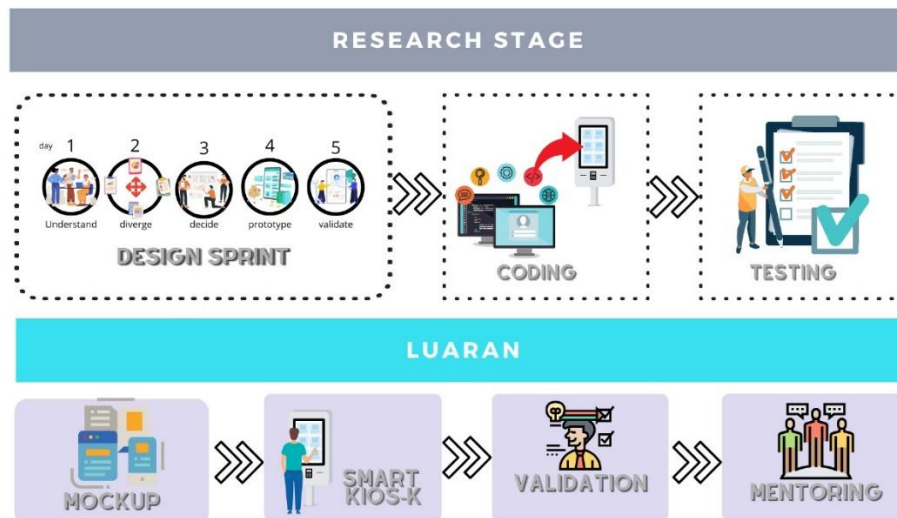 RESEARCH STAGE
day 1 2 3 4 5
Understand diverge decide prototype validate
DESIGN SPRINT
CODING
TESTING
LUARAN
MOCKUP
SMART
KIOS-K
VALIDATION
MENTORING